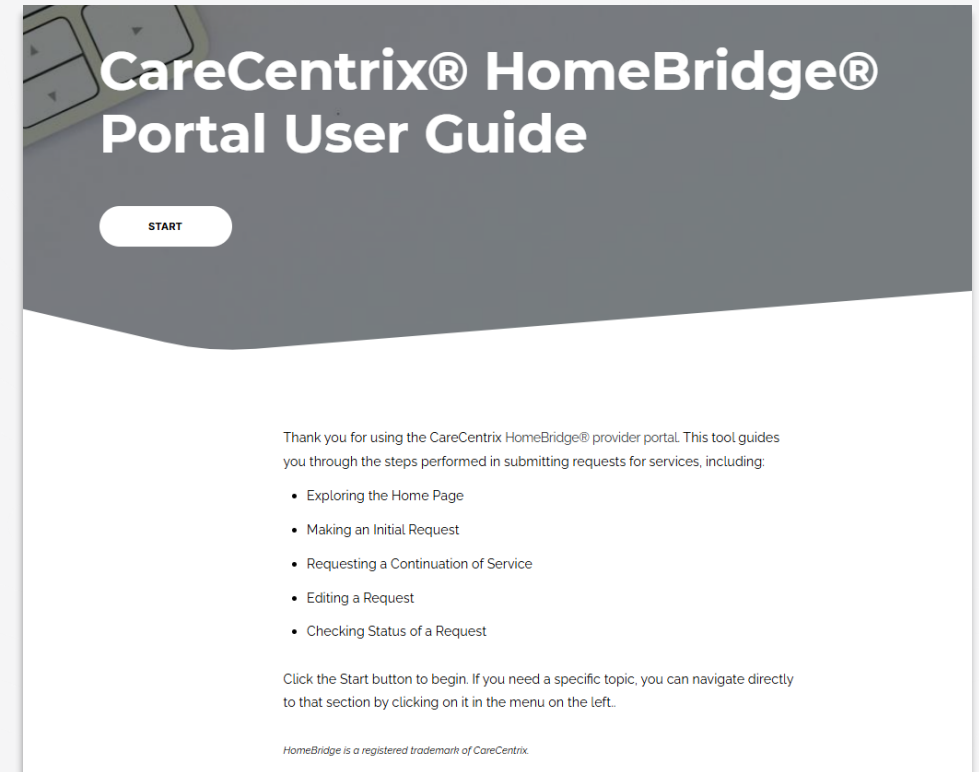 CareCentrix® HomeBridge®
Portal User Guide
START
Thank you for using the CareCentrix HomeBridge® provider portal. This tool guides
you through the steps performed in submitting requests for services, including:
• Exploring the Home Page
• Making an Initial Request
• Requesting a Continuation of Service
• Editing a Request
• Checking Status of a Request
Click the Start button to begin. If you need a specific topic, you can navigate directly
to that section by clicking on it in the menu on the left..
HomeBridge is a registered trademark of CareCentrix.